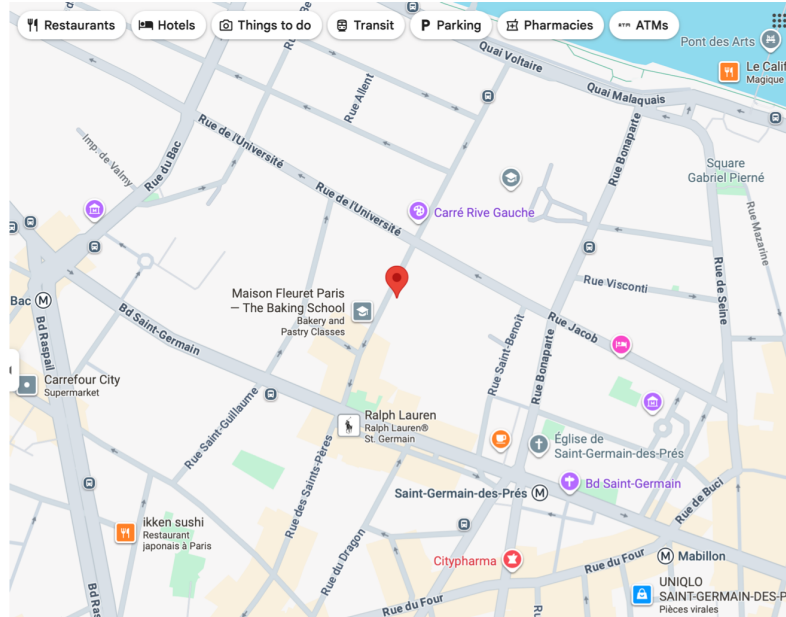 Restaurants
Hotels
Things to do
Transit
Parking
Pharmacies
ATMs
Pont des Arts
Quai Voltaire
Le Calif
Magique
Quai Malaquais
Rue Allent
Rue de l'Université
Imp. de Valmy
Rue du Bac
Rue Bonaparte
Square
Gabriel Pierné
Rue de l'Université
Carré Rive Gauche
Rue Mazarine
Rue Visconti
Rue de Seine
Maison Fleuret Paris
— The Baking School
Bakery and
Pastry Classes
Bac
Bd Raspail
Bd Saint-Germain
Rue Jacob
Rue Saint-Benoît
Rue Bonaparte
Carrefour City
Supermarket
Rue Saint-Guillaume
Ralph Lauren
Ralph Lauren®
St. Germain
Église de
Saint-Germain-des-Prés
Bd Saint-Germain
Saint-Germain-des-Prés
Rue de Buci
Rue des Saints-Pères
ikken sushi
Restaurant
japonais à Paris
Rue du Dragon
Citypharma
Rue du Four
Mabillon
UNIQLO
SAINT-GERMAIN-DES-P
Pièces virales
Bd Ras
Rue du Four
Rue